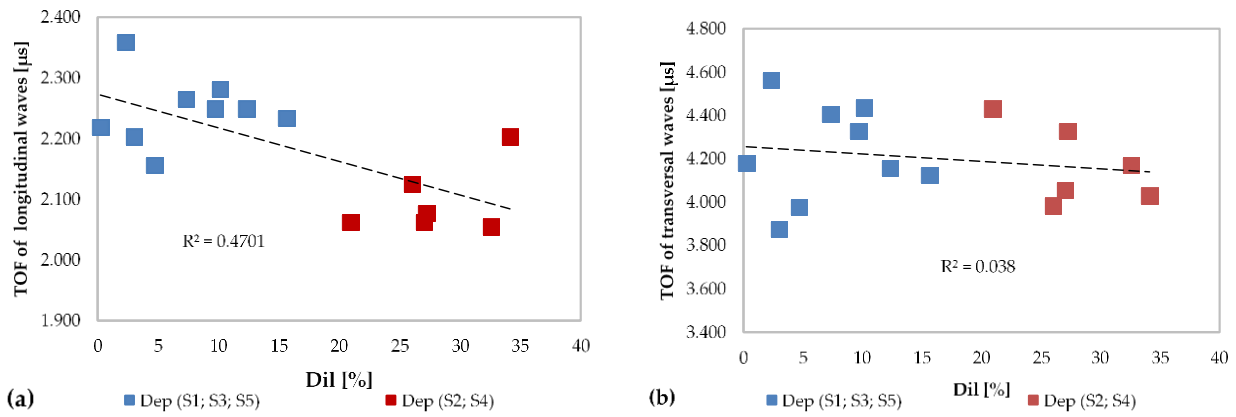 TOF of longitudinal waves [µs]
2.400
2.300
2.200
2.100
2.000
1.900
R² = 0.4701
0 5 10 15 20 25 30 35 40
Dil [%]
(a) Dep (S1; S3; S5) Dep (S2; S4)
TOF of transversal waves [µs]
4.800
4.600
4.400
4.200
4.000
3.800
3.600
3.400
R² = 0.038
0 5 10 15 20 25 30 35 40
Dil [%]
(b) Dep (S1; S3; S5) Dep (S2; S4)